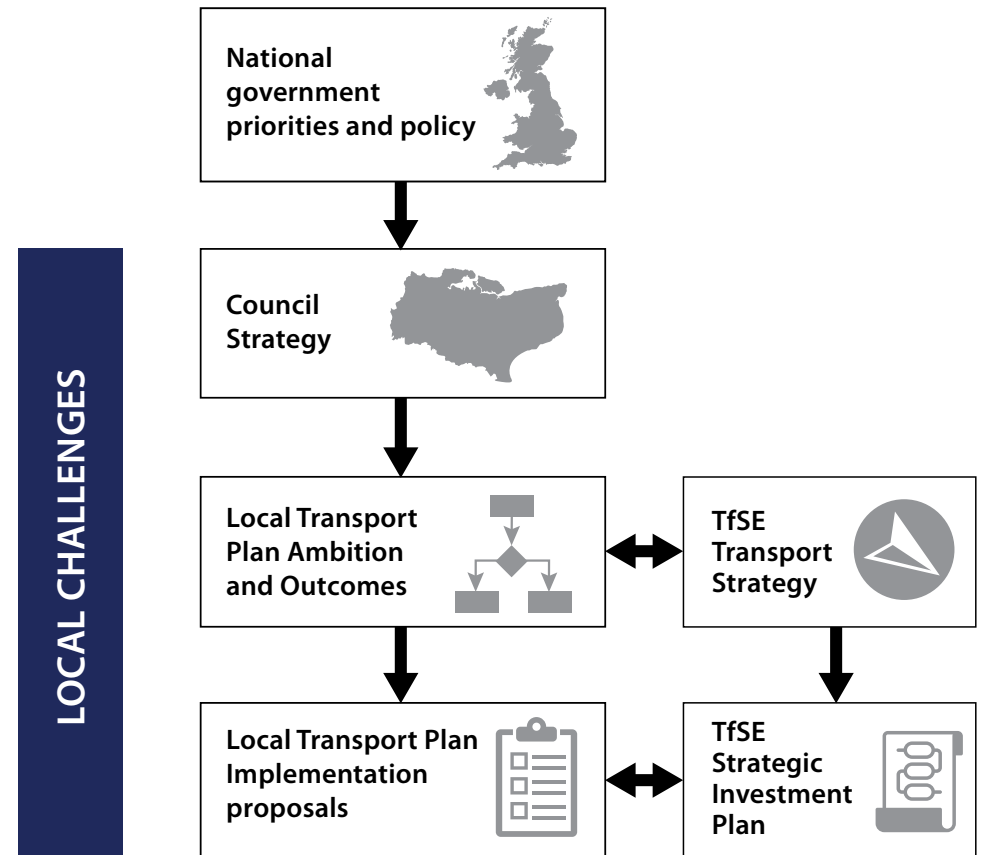 National
government
priorities and policy
LOCAL CHALLENGES
Council
Strategy
Local Transport
Plan Ambition
and Outcomes
TfSE
Transport
Strategy
Local Transport Plan
Implementation
proposals
TfSE
Strategic
Investment
Plan